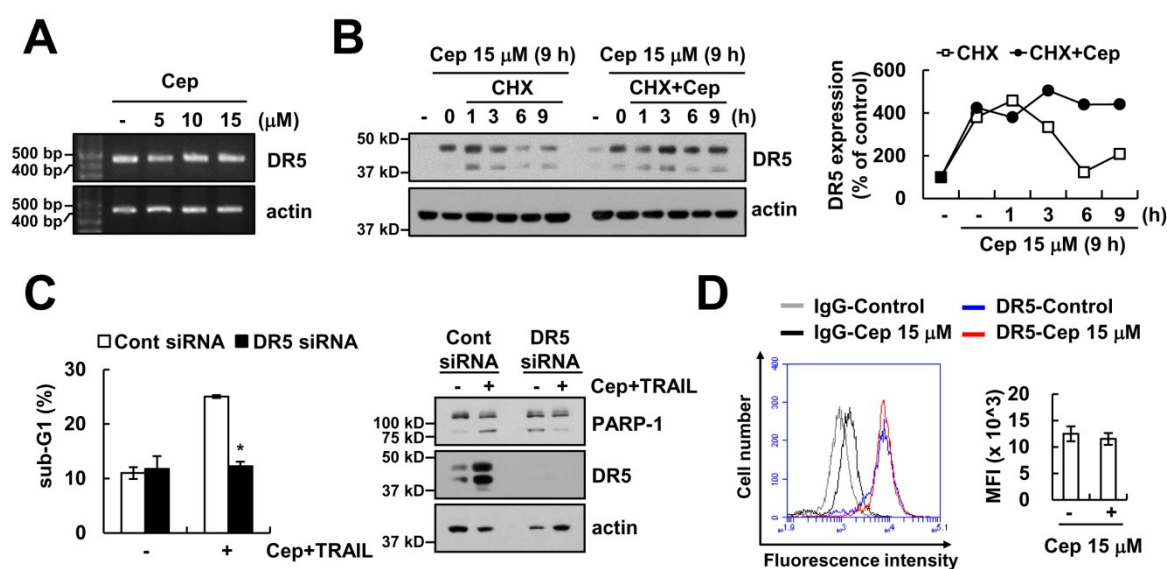 A
Cep
- 5 10 15 (μM)
500 bp
400 bp
DR5
500 bp
400 bp
actin
B
Cep 15 μM (9 h) Cep 15 μM (9 h)
CHX CHX+Cep
- 0 1 3 6 9 - 0 1 3 6 9 (h)
50 kD
37 kD
DR5
37 kD
actin
CHX CHX+Cep
DR5 expression
(% of control)
600
400
200
0
- - 1 3 6 9 (h)
Cep 15 μM (9 h)
C
Cont siRNA DR5 siRNA
sub-G1 (%)
30
20
10
0
*
- + Cep+TRAIL
Cont
siRNA
DR5
siRNA
- + - + Cep+TRAIL
100 kD
75 kD
PARP-1
50 kD
37 kD
DR5
37 kD
actin
D
IgG-Control DR5-Control
IgG-Cep 15 μM DR5-Cep 15 μM
Cell number
400
300
200
100
0
Fluorescence intensity
MFI (x 10^3)
20
15
10
5
0
- +
Cep 15 μM